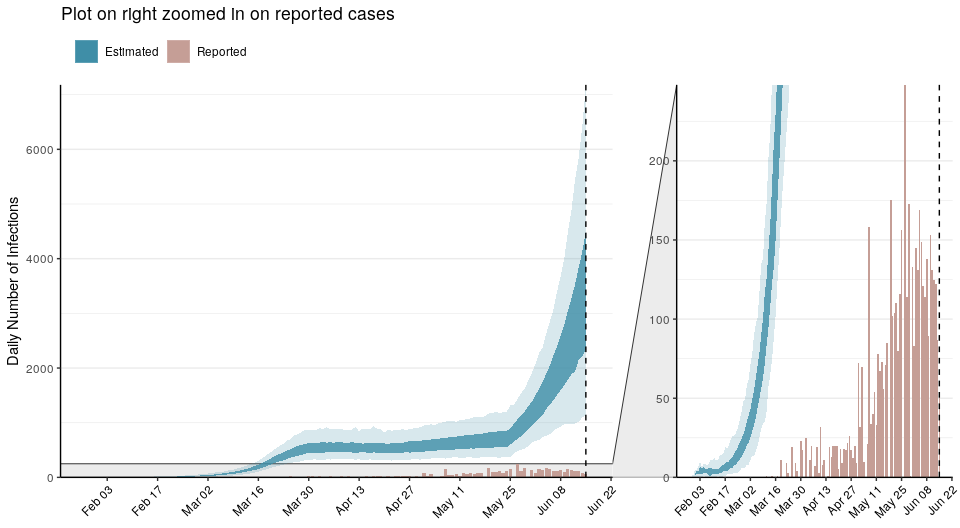 Plot on right zoomed in on reported cases
Estimated
Reported
Daily Number of Infections
6000
4000
2000
0
Feb 03
Feb 17
Mar 02
Mar 16
Mar 30
Apr 13
Apr 27
May 11
May 25
Jun 08
Jun 22
200
150
100
50
0
Feb 03
Feb 17
Mar 02
Mar 16
Mar 30
Apr 13
Apr 27
May 11
May 25
Jun 08
Jun 22